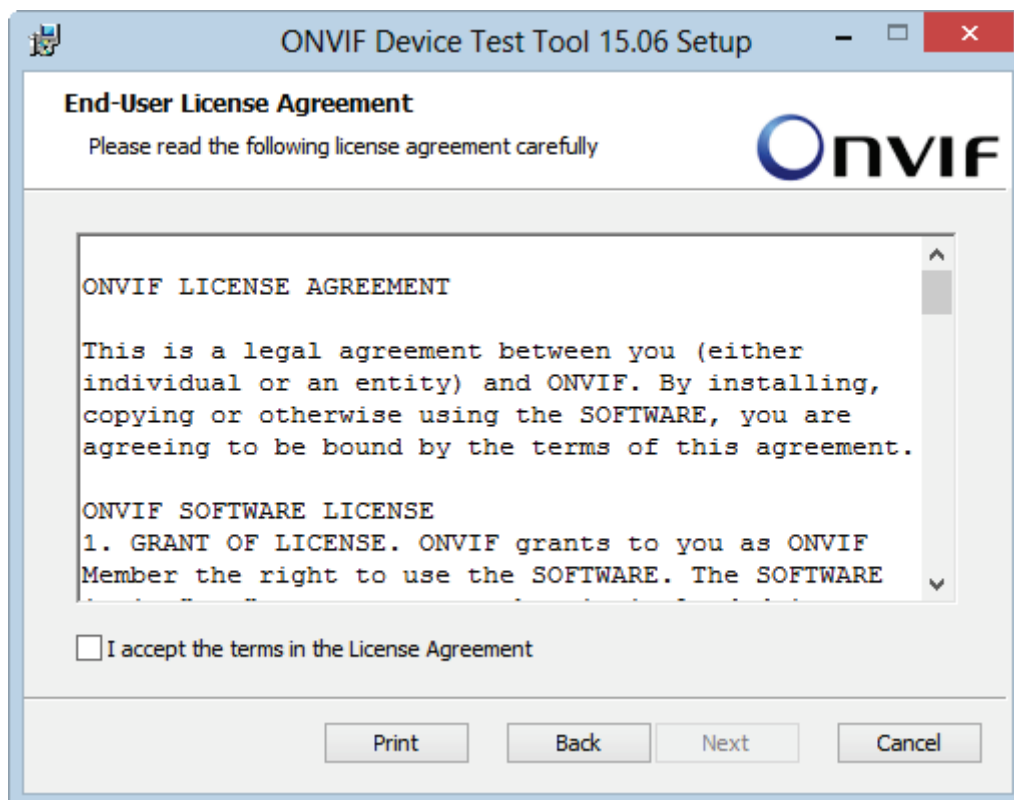 ONVIF Device Test Tool 15.06 Setup
End-User License Agreement
Please read the following license agreement carefully
ONVIF
ONVIF LICENSE AGREEMENT
This is a legal agreement between you (either
individual or an entity) and ONVIF. By installing,
copying or otherwise using the SOFTWARE, you are
agreeing to be bound by the terms of this agreement.
ONVIF SOFTWARE LICENSE
1. GRANT OF LICENSE. ONVIF grants to you as ONVIF
Member the right to use the SOFTWARE. The SOFTWARE
I accept the terms in the License Agreement
Print Back Next Cancel